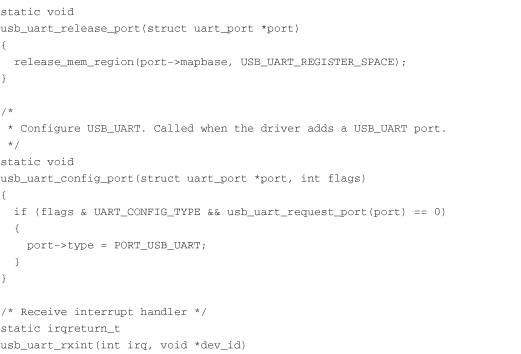 static void
usb_uart_release_port(struct uart_port *port)
{
  release_mem_region(port->mapbase, USB_UART_REGISTER_SPACE);
}

/*
 * Configure USB_UART. Called when the driver adds a USB_UART port.
 */
static void
usb_uart_config_port(struct uart_port *port, int flags)
{
  if (flags & UART_CONFIG_TYPE && usb_uart_request_port(port) == 0)
  {
    port->type = PORT_USB_UART;
  }
}

/* Receive interrupt handler */
static irqreturn_t
usb_uart_rxint(int irq, void *dev_id)